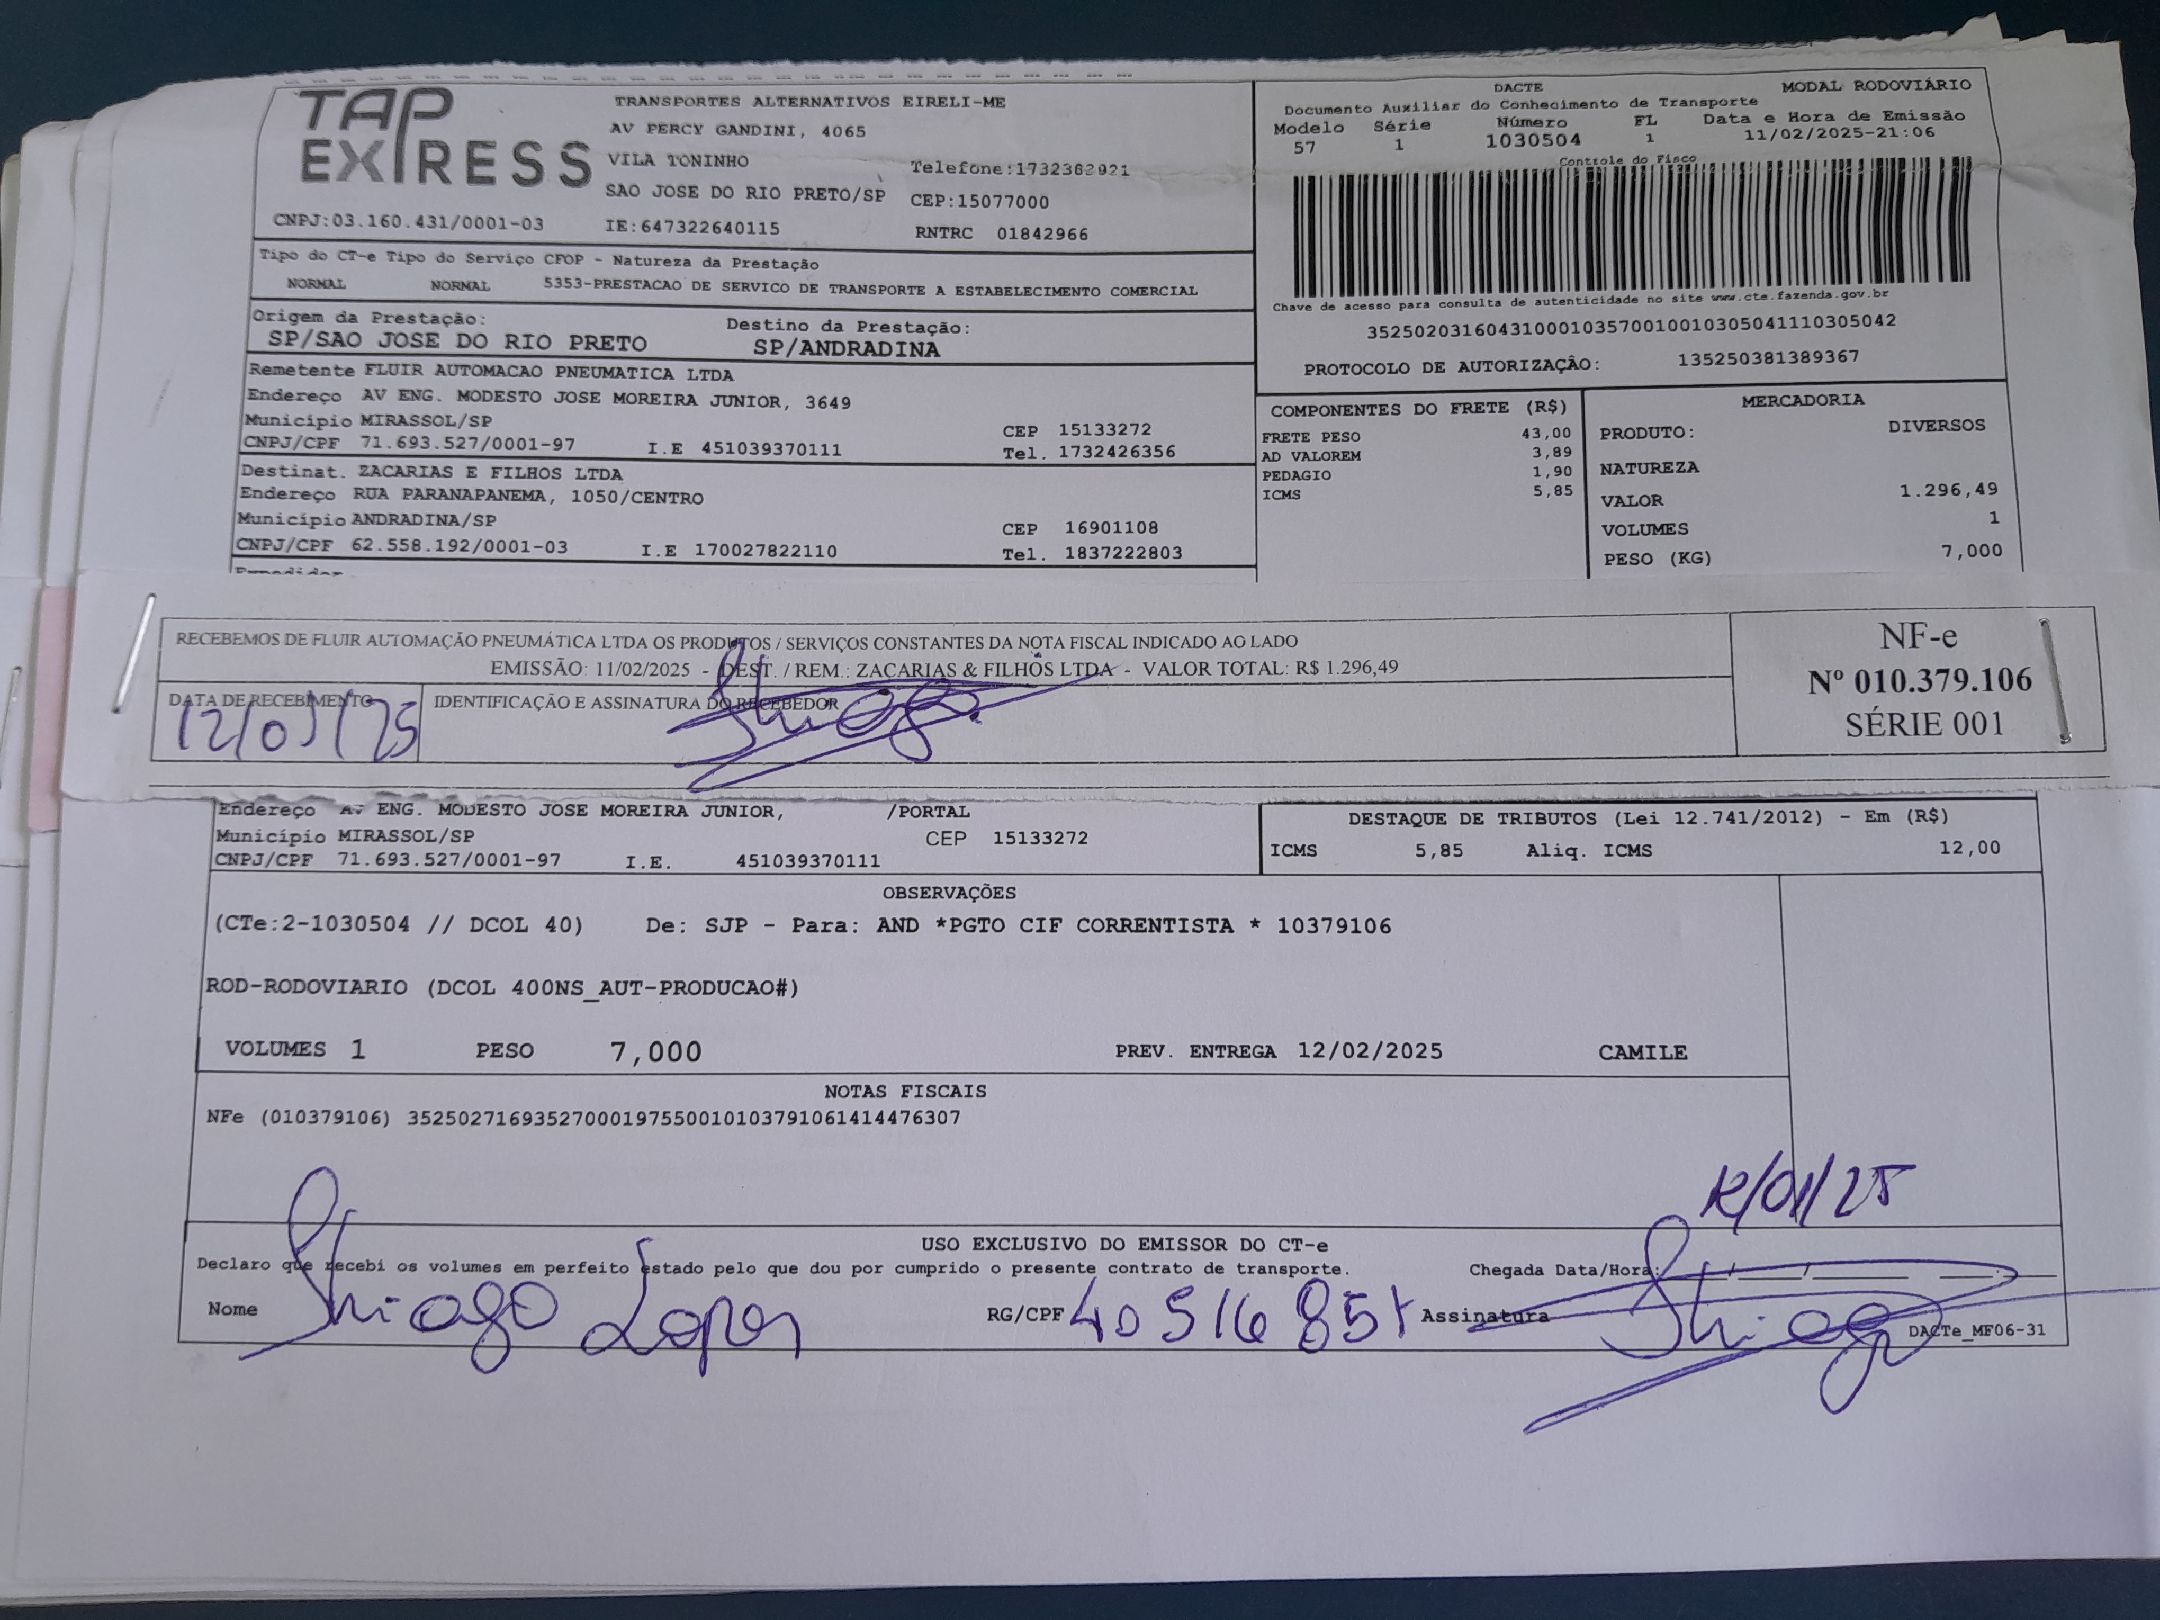 TAP EXPRESS
TRANSPORTES ALTERNATIVOS EIRELI-ME
AV PERCY GANDINI, 4065
VILA TONINHO Telefone:1732382921
SAO JOSE DO RIO PRETO/SP CEP:15077000
CNPJ:03.160.431/0001-03 IE:647322640115 RNTRC 01842966
DACTE MODAL RODOVIÁRIO
Documento Auxiliar do Conhecimento de Transporte
Modelo Série Número FL Data e Hora de Emissão
57 1 1030504 1 11/02/2025-21:06
Controle do Fisco
Chave de acesso para consulta de autenticidade no site www.cte.fazenda.gov.br
35250203160431000103570010010305041110305042
PROTOCOLO DE AUTORIZAÇÃO: 135250381389367
Tipo do CT-e Tipo do Serviço CFOP - Natureza da Prestação
NORMAL NORMAL 5353-PRESTACAO DE SERVICO DE TRANSPORTE A ESTABELECIMENTO COMERCIAL
Origem da Prestação: Destino da Prestação:
SP/SAO JOSE DO RIO PRETO SP/ANDRADINA
Remetente FLUIR AUTOMACAO PNEUMATICA LTDA
Endereço AV ENG. MODESTO JOSE MOREIRA JUNIOR, 3649
Município MIRASSOL/SP CEP 15133272
CNPJ/CPF 71.693.527/0001-97 I.E 451039370111 Tel. 1732426356
Destinat. ZACARIAS E FILHOS LTDA
Endereço RUA PARANAPANEMA, 1050/CENTRO
Município ANDRADINA/SP CEP 16901108
CNPJ/CPF 62.558.192/0001-03 I.E 170027822110 Tel. 1837222803
COMPONENTES DO FRETE (R$)
FRETE PESO 43,00
AD VALOREM 3,89
PEDAGIO 1,90
ICMS 5,85
MERCADORIA
PRODUTO: DIVERSOS
NATUREZA
VALOR 1.296,49
VOLUMES 1
PESO (KG) 7,000
RECEBEMOS DE FLUIR AUTOMAÇÃO PNEUMÁTICA LTDA OS PRODUTOS / SERVIÇOS CONSTANTES DA NOTA FISCAL INDICADO AO LADO
EMISSÃO: 11/02/2025 - DEST. / REM.: ZACARIAS & FILHOS LTDA - VALOR TOTAL: R$ 1.296,49
DATA DE RECEBIMENTO IDENTIFICAÇÃO E ASSINATURA DO RECEBEDOR
Thiago
NF-e
Nº 010.379.106
SÉRIE 001
Endereço AV ENG. MODESTO JOSE MOREIRA JUNIOR, /PORTAL
Município MIRASSOL/SP CEP 15133272
CNPJ/CPF 71.693.527/0001-97 I.E. 451039370111
DESTAQUE DE TRIBUTOS (Lei 12.741/2012) - Em (R$)
ICMS 5,85 Aliq. ICMS 12,00
OBSERVAÇÕES
(CTe:2-1030504 // DCOL 40) De: SJP - Para: AND *PGTO CIF CORRENTISTA * 10379106
ROD-RODOVIARIO (DCOL 400NS_AUT-PRODUCAO#)
VOLUMES 1 PESO 7,000 PREV. ENTREGA 12/02/2025 CAMILE
NOTAS FISCAIS
NFe (010379106) 35250271693527000197550010103791061414476307
12/01/25
USO EXCLUSIVO DO EMISSOR DO CT-e
Declaro que recebi os volumes em perfeito estado pelo que dou por cumprido o presente contrato de transporte. Chegada Data/Hora:
Nome Thiago Lopes RG/CPF Assinatura Thiago
DACTe_MF06-31